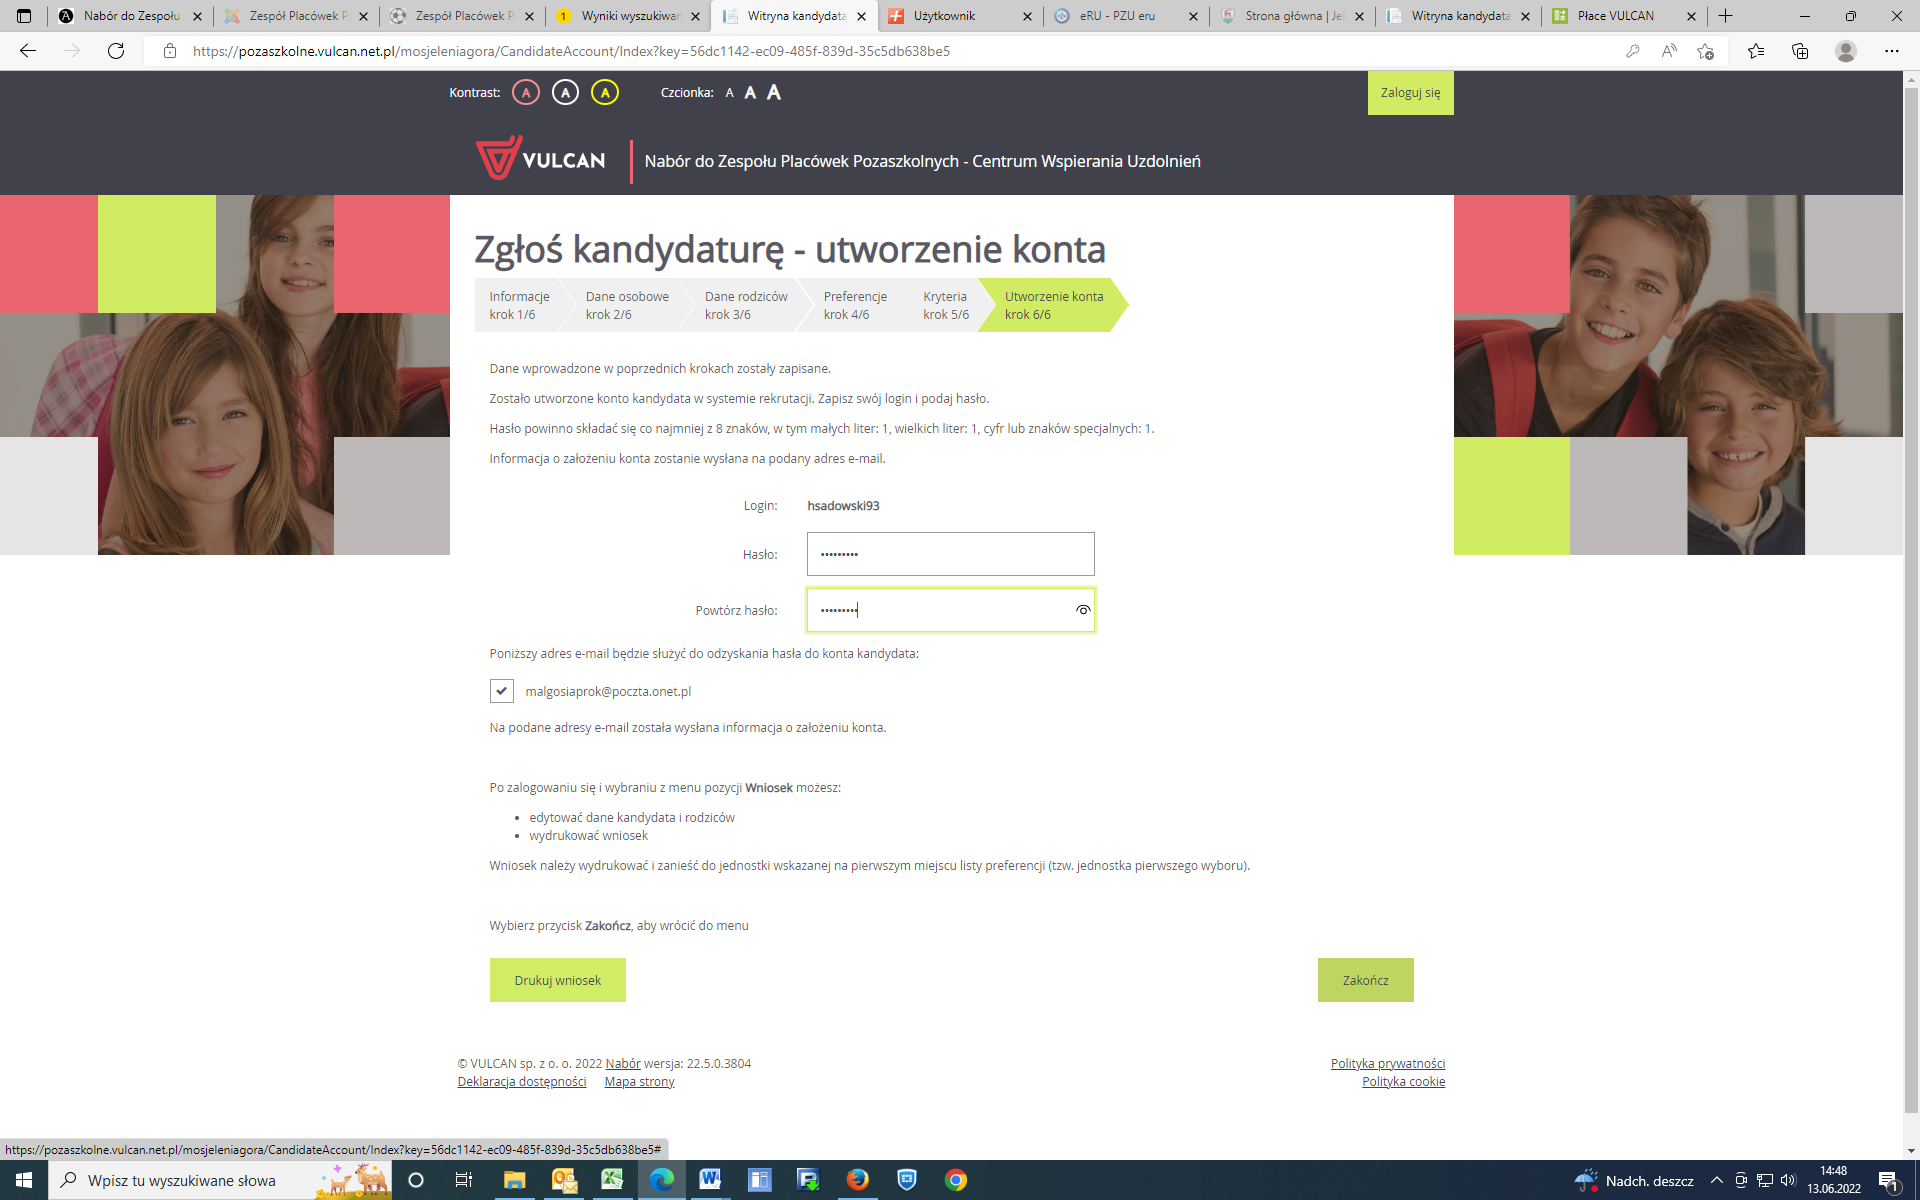 Nabór do Zespołu
Zespół Placówek P
Zespół Placówek P
1 Wyniki wyszukiwan
Witryna kandydata
Użytkownik
eRU - PZU eru
Strona główna | Jel
Witryna kandydata
Płace VULCAN
https://pozaszkolne.vulcan.net.pl/mosjeleniagora/CandidateAccount/Index?key=56dc1142-ec09-485f-839d-35c5db638be5
Kontrast: A A A Czcionka: A A A
Zaloguj się
VULCAN
Nabór do Zespołu Placówek Pozaszkolnych - Centrum Wspierania Uzdolnień
Zgłoś kandydaturę - utworzenie konta
Informacje krok 1/6
Dane osobowe krok 2/6
Dane rodziców krok 3/6
Preferencje krok 4/6
Kryteria krok 5/6
Utworzenie konta krok 6/6
Dane wprowadzone w poprzednich krokach zostały zapisane.
Zostało utworzone konto kandydata w systemie rekrutacji. Zapisz swój login i podaj hasło.
Hasło powinno składać się co najmniej z 8 znaków, w tym małych liter: 1, wielkich liter: 1, cyfr lub znaków specjalnych: 1.
Informacja o założeniu konta zostanie wysłana na podany adres e-mail.
Login: hsadowski93
Hasło: •••••••••
Powtórz hasło: •••••••••
Poniższy adres e-mail będzie służyć do odzyskania hasła do konta kandydata:
malgosiaprok@poczta.onet.pl
Na podane adresy e-mail została wysłana informacja o założeniu konta.
Po zalogowaniu się i wybraniu z menu pozycji Wniosek możesz:
• edytować dane kandydata i rodziców
• wydrukować wniosek
Wniosek należy wydrukować i zanieść do jednostki wskazanej na pierwszym miejscu listy preferencji (tzw. jednostka pierwszego wyboru).
Wybierz przycisk Zakończ, aby wrócić do menu
Drukuj wniosek
Zakończ
© VULCAN sp. z o. o. 2022 Nabór wersja: 22.5.0.3804
Polityka prywatności
Deklaracja dostępności Mapa strony
Polityka cookie
https://pozaszkolne.vulcan.net.pl/mosjeleniagora/CandidateAccount/Index?key=56dc1142-ec09-485f-839d-35c5db638be5#
Wpisz tu wyszukiwane słowa
Nadch. deszcz
14:48
13.06.2022
1